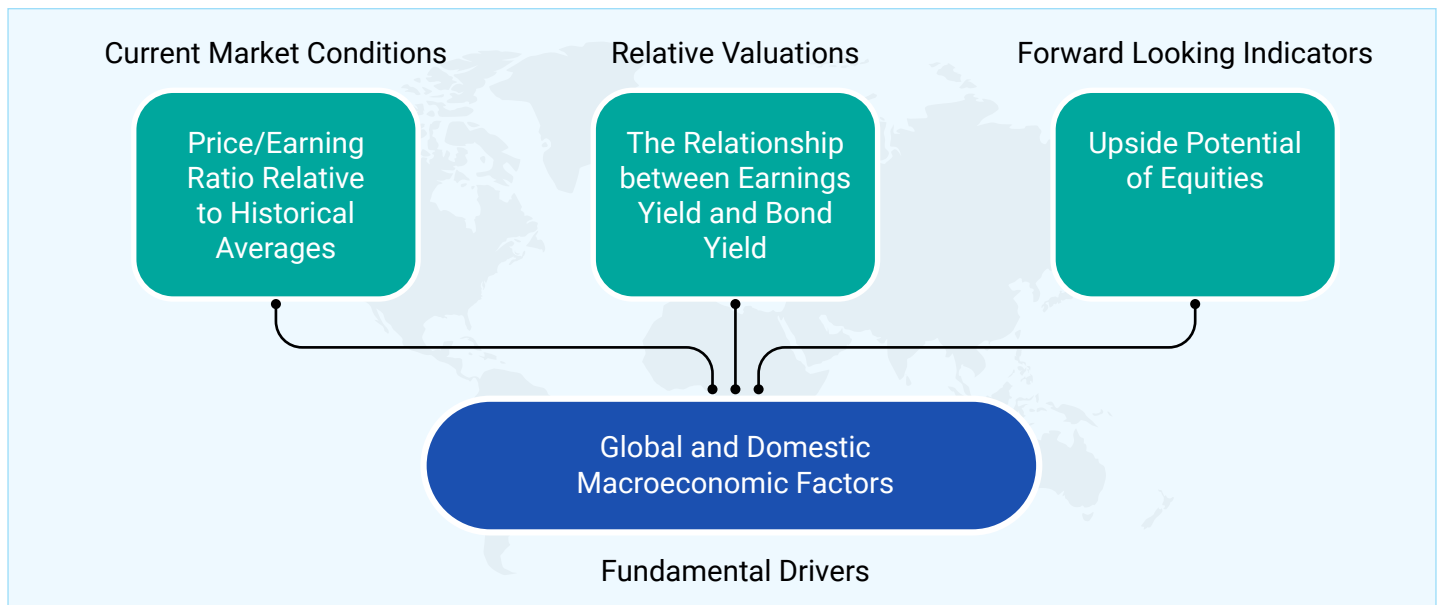 Current Market Conditions
Relative Valuations
Forward Looking Indicators
Price/Earning
Ratio Relative
to Historical
Averages
The Relationship
between Earnings
Yield and Bond
Yield
Upside Potential
of Equities
Global and Domestic
Macroeconomic Factors
Fundamental Drivers